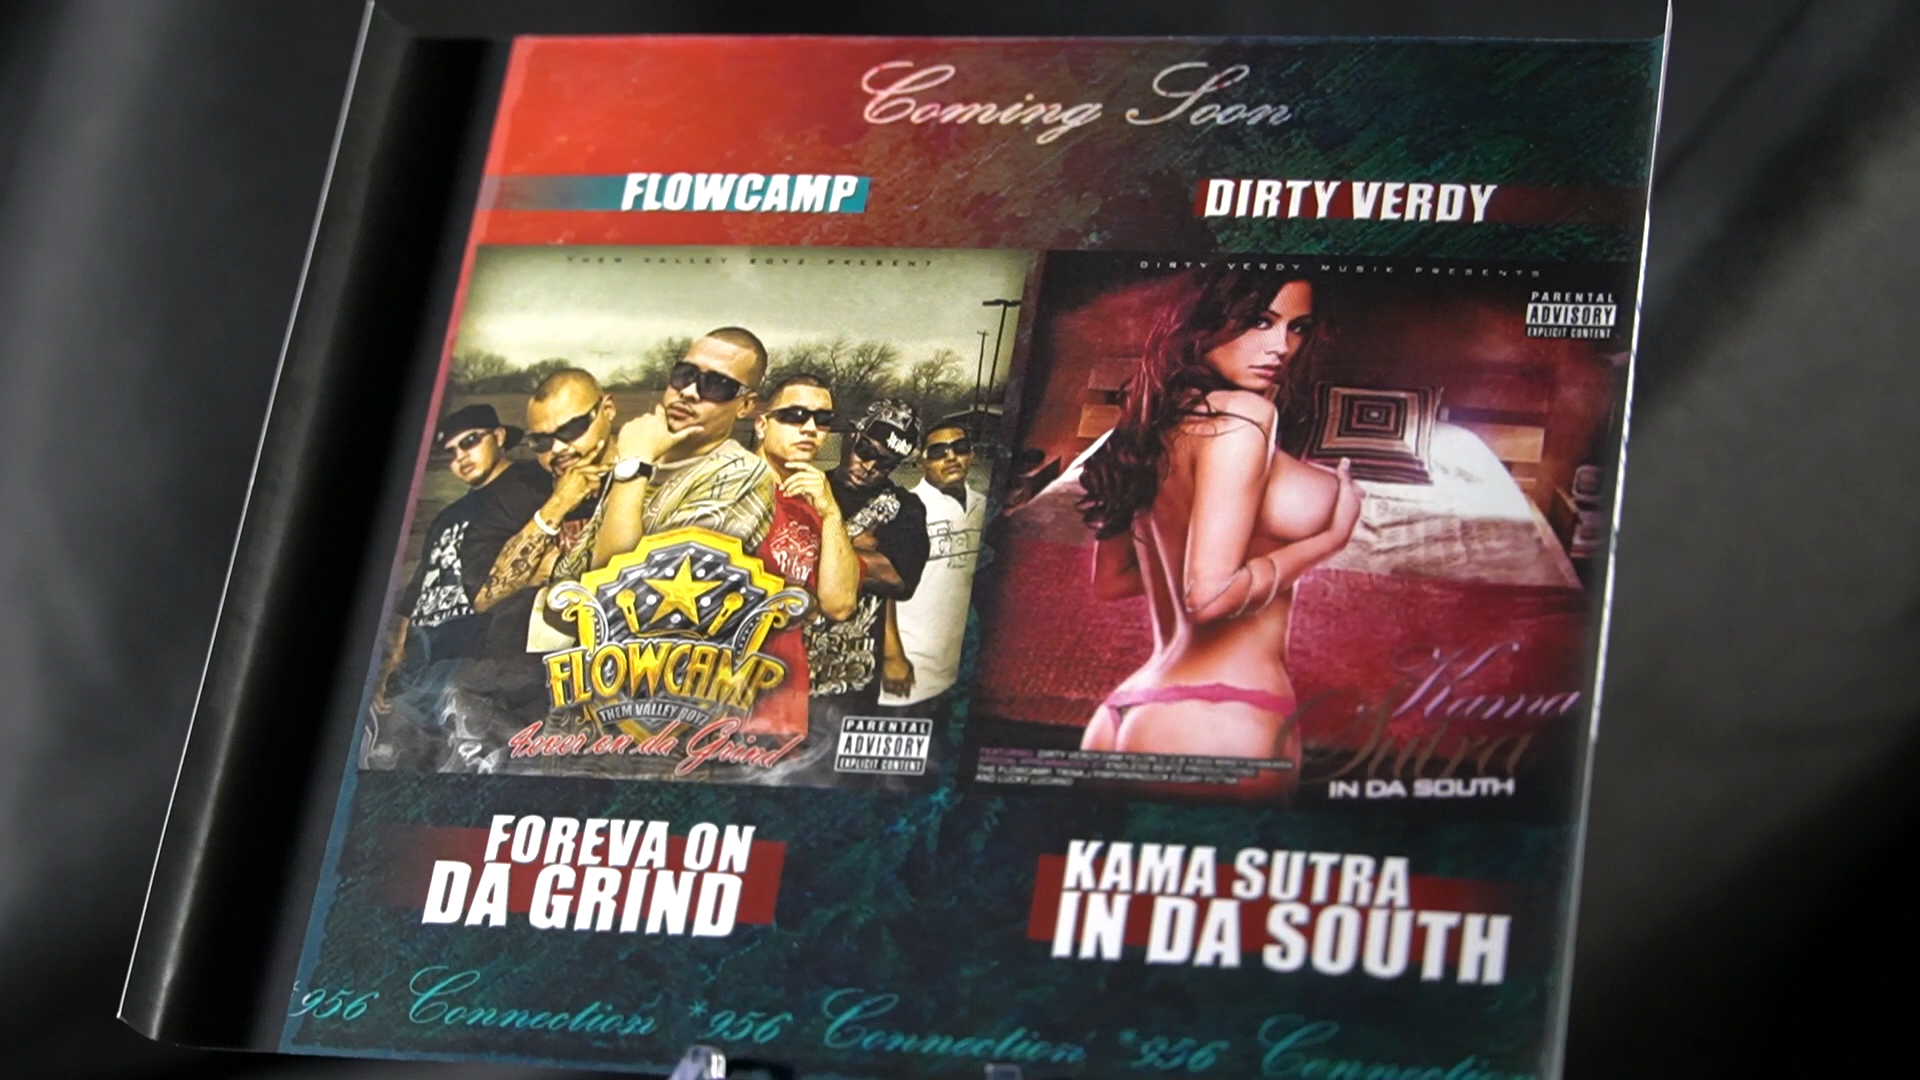 Coming Soon
FLOWCAMP
DIRTY VERDY
THEM VALLEY BOYZ PRESENT
DIRTY VERDY MUSIK PRESENTS
PARENTAL
ADVISORY
EXPLICIT CONTENT
FLOWCAMP
THEM VALLEY BOYZ
4ever on da Grind
PARENTAL
ADVISORY
EXPLICIT CONTENT
Kama
Sutra
IN DA SOUTH
FOREVA ON
DA GRIND
KAMA SUTRA
IN DA SOUTH
*956 Connection *956 Connection *956 Connection